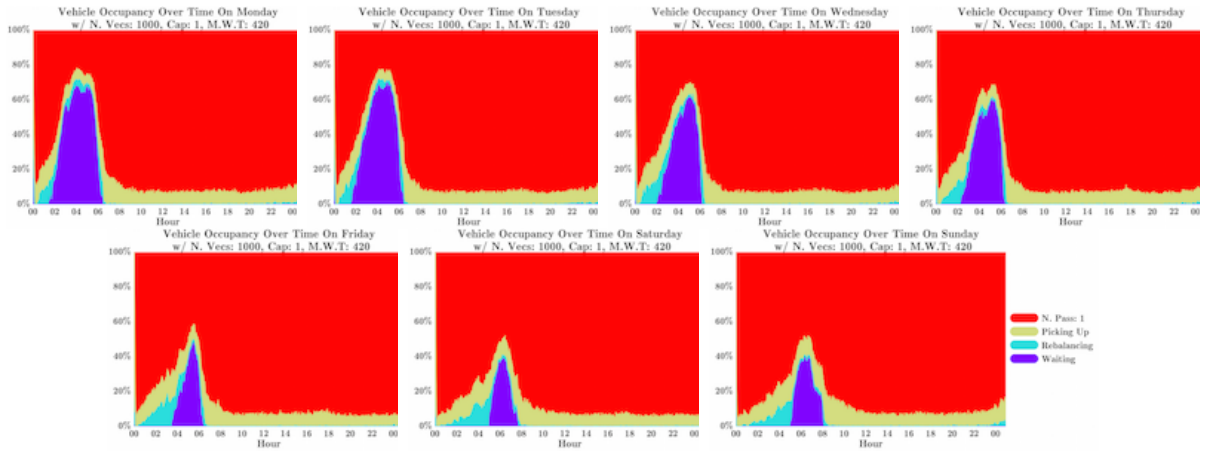 Vehicle Occupancy Over Time On Monday
w/ N. Vecs: 1000, Cap: 1, M.W.T: 420
100%
80%
60%
40%
20%
0%
00 02 04 06 08 10 12 14 16 18 20 22 00
Hour
Vehicle Occupancy Over Time On Tuesday
w/ N. Vecs: 1000, Cap: 1, M.W.T: 420
100%
80%
60%
40%
20%
0%
00 02 04 06 08 10 12 14 16 18 20 22 00
Hour
Vehicle Occupancy Over Time On Wednesday
w/ N. Vecs: 1000, Cap: 1, M.W.T: 420
100%
80%
60%
40%
20%
0%
00 02 04 06 08 10 12 14 16 18 20 22 00
Hour
Vehicle Occupancy Over Time On Thursday
w/ N. Vecs: 1000, Cap: 1, M.W.T: 420
100%
80%
60%
40%
20%
0%
00 02 04 06 08 10 12 14 16 18 20 22 00
Hour
Vehicle Occupancy Over Time On Friday
w/ N. Vecs: 1000, Cap: 1, M.W.T: 420
100%
80%
60%
40%
20%
0%
00 02 04 06 08 10 12 14 16 18 20 22 00
Hour
Vehicle Occupancy Over Time On Saturday
w/ N. Vecs: 1000, Cap: 1, M.W.T: 420
100%
80%
60%
40%
20%
0%
00 02 04 06 08 10 12 14 16 18 20 22 00
Hour
Vehicle Occupancy Over Time On Sunday
w/ N. Vecs: 1000, Cap: 1, M.W.T: 420
100%
80%
60%
40%
20%
0%
00 02 04 06 08 10 12 14 16 18 20 22 00
Hour
N. Pass: 1
Picking Up
Rebalancing
Waiting